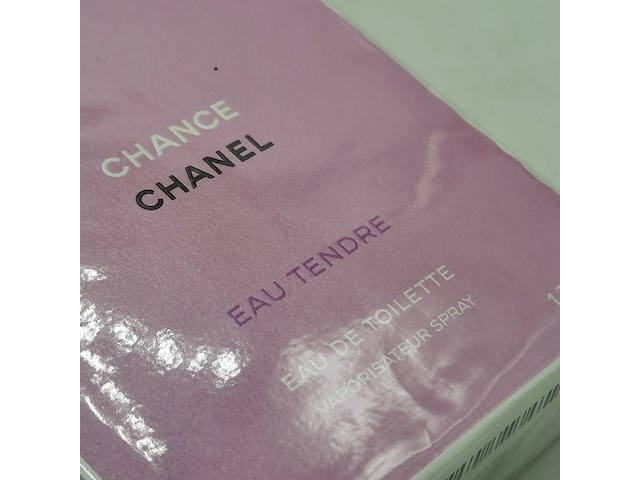 CHANCE
CHANEL
EAU TENDRE
EAU DE TOILETTE
VAPORISATEUR SPRAY